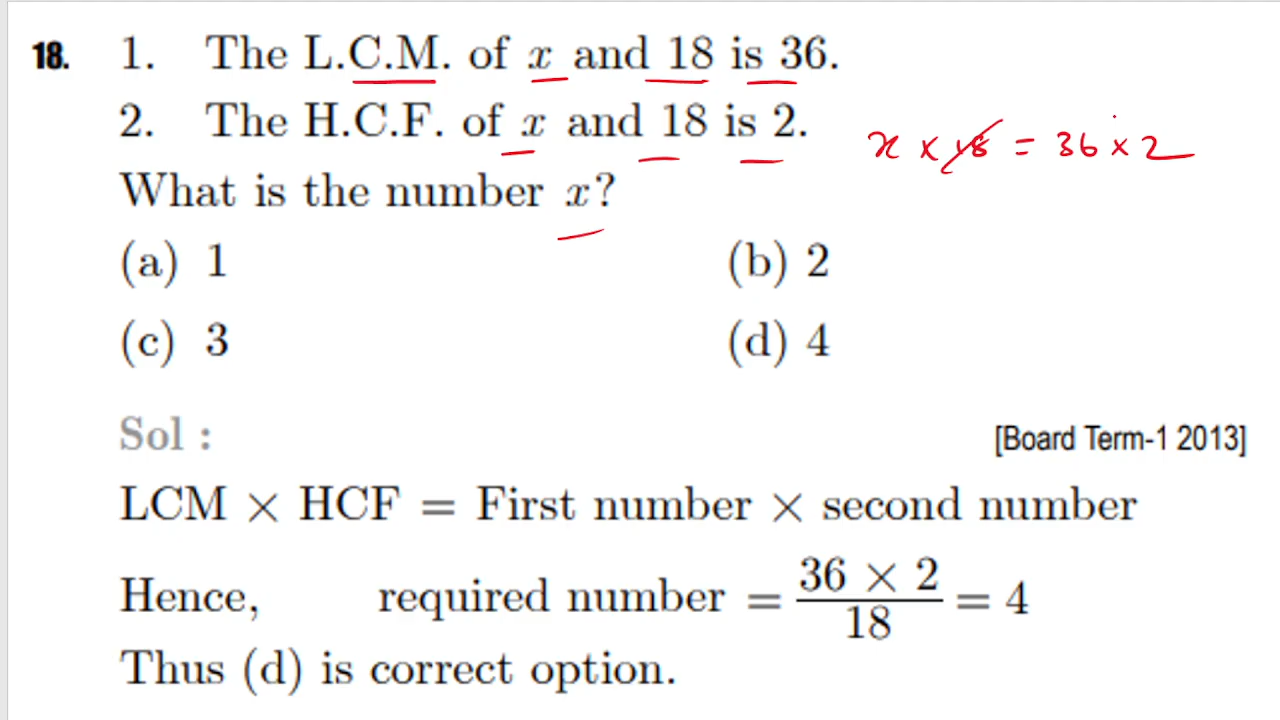 18. 1. The L.C.M. of x and 18 is 36.
2. The H.C.F. of x and 18 is 2.
x × 18 = 36 × 2
What is the number x?
(a) 1 (b) 2
(c) 3 (d) 4
Sol :
[Board Term-1 2013]
LCM × HCF = First number × second number
Hence, required number = 36 × 2 / 18 = 4
Thus (d) is correct option.